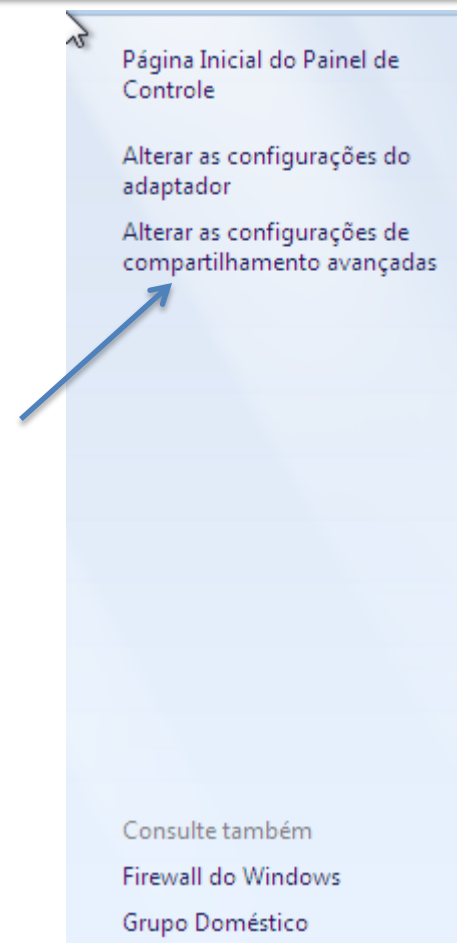 Página Inicial do Painel de
Controle
Alterar as configurações do
adaptador
Alterar as configurações de
compartilhamento avançadas
Consulte também
Firewall do Windows
Grupo Doméstico